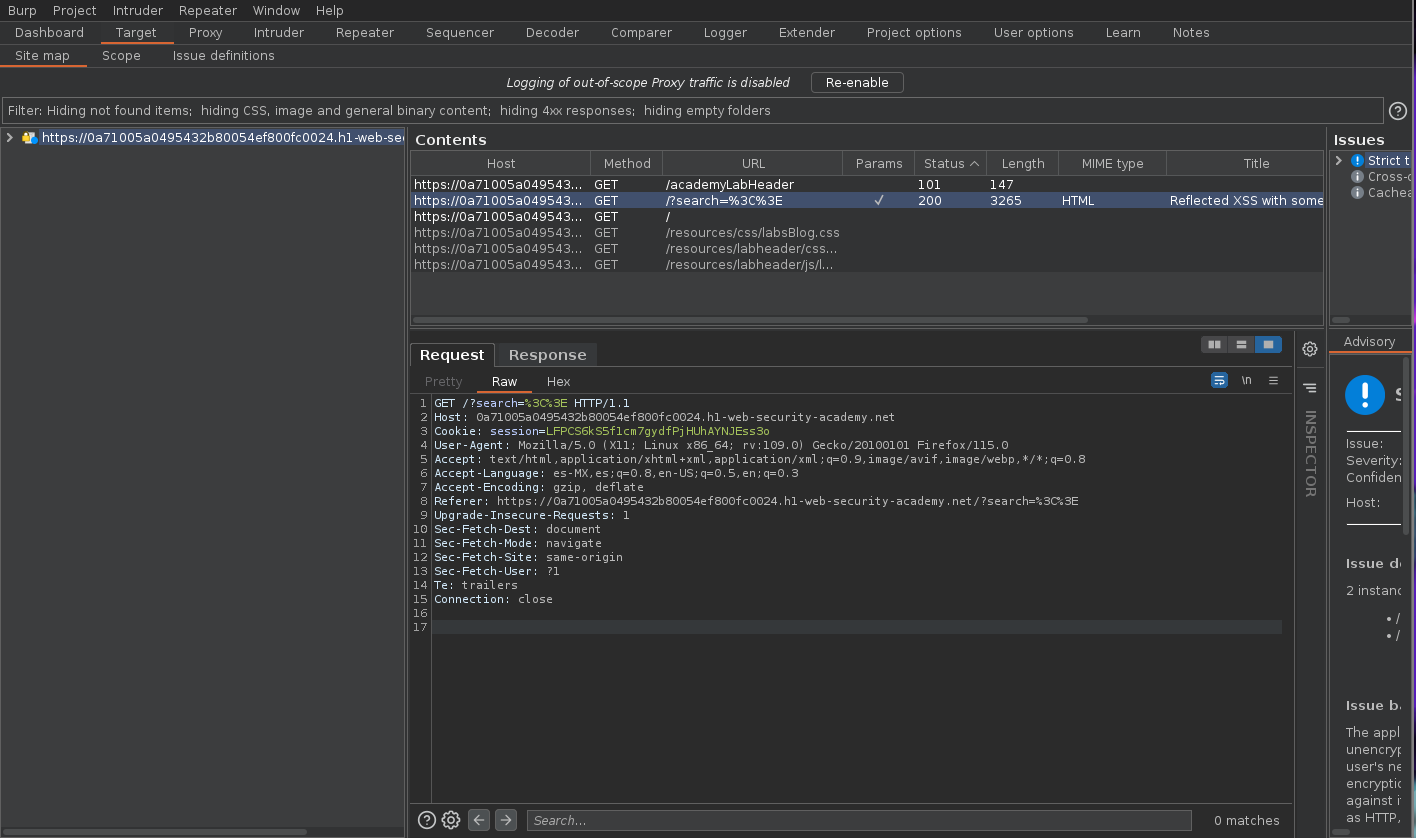 Burp Project Intruder Repeater Window Help
Dashboard Target Proxy Intruder Repeater Sequencer Decoder Comparer Logger Extender Project options User options Learn Notes
Site map Scope Issue definitions
Logging of out-of-scope Proxy traffic is disabled Re-enable
Filter: Hiding not found items; hiding CSS, image and general binary content; hiding 4xx responses; hiding empty folders
https://0a71005a0495432b80054ef800fc0024.h1-web-sec
Contents
Host Method URL Params Status Length MIME type Title
https://0a71005a049543... GET /academyLabHeader 101 147
https://0a71005a049543... GET /?search=%3C%3E ✓ 200 3265 HTML Reflected XSS with some
https://0a71005a049543... GET /
https://0a71005a049543... GET /resources/css/labsBlog.css
https://0a71005a049543... GET /resources/labheader/css...
https://0a71005a049543... GET /resources/labheader/js/l...
Issues
Strict t
Cross-
Cachea
Request Response
Pretty Raw Hex
\n
1 GET /?search=%3C%3E HTTP/1.1
2 Host: 0a71005a0495432b80054ef800fc0024.h1-web-security-academy.net
3 Cookie: session=LFPCS6kS5flcm7gydfPjHUhAYNJEss3o
4 User-Agent: Mozilla/5.0 (X11; Linux x86_64; rv:109.0) Gecko/20100101 Firefox/115.0
5 Accept: text/html,application/xhtml+xml,application/xml;q=0.9,image/avif,image/webp,*/*;q=0.8
6 Accept-Language: es-MX,es;q=0.8,en-US;q=0.5,en;q=0.3
7 Accept-Encoding: gzip, deflate
8 Referer: https://0a71005a0495432b80054ef800fc0024.h1-web-security-academy.net/?search=%3C%3E
9 Upgrade-Insecure-Requests: 1
10 Sec-Fetch-Dest: document
11 Sec-Fetch-Mode: navigate
12 Sec-Fetch-Site: same-origin
13 Sec-Fetch-User: ?1
14 Te: trailers
15 Connection: close
16
17
Search...
0 matches
INSPECTOR
Advisory
Issue:
Severity:
Confiden
Host:
Issue de
2 instanc
• /
• /
Issue ba
The appl
unencryp
user's ne
encryptic
against i
as HTTP,